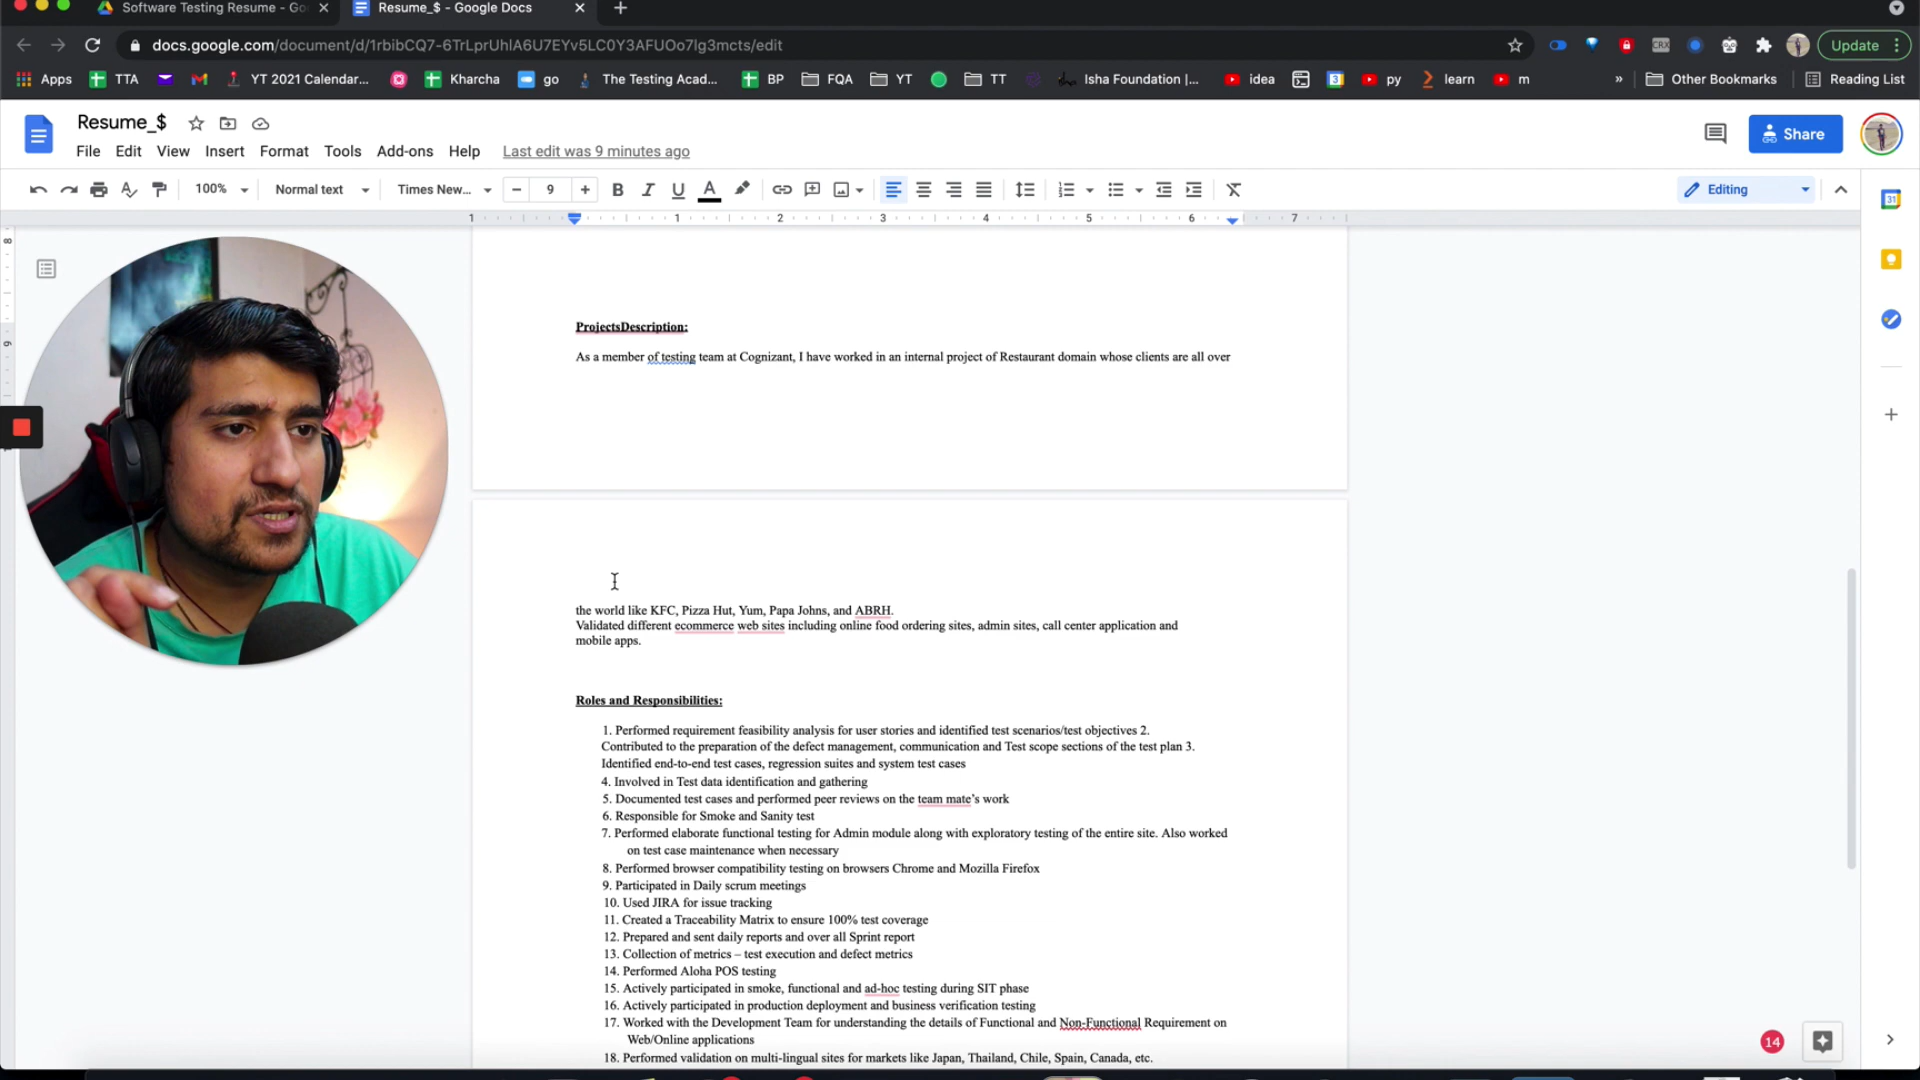 Software Testing Resume - Go
Resume_$ - Google Docs
docs.google.com/document/d/1rbibCQ7-6TrLprUhlA6U7EYv5LC0Y3AFUOo7lg3mcts/edit
Update
Apps TTA YT 2021 Calendar... Kharcha go The Testing Acad... BP FQA YT TT Isha Foundation |... idea 3 py learn m » Other Bookmarks Reading List
Resume_$
Share
File Edit View Insert Format Tools Add-ons Help Last edit was 9 minutes ago
100% Normal text Times New... 9 B I U A Editing
1 1 2 3 4 5 6 7
ProjectsDescription:
As a member of testing team at Cognizant, I have worked in an internal project of Restaurant domain whose clients are all over
the world like KFC, Pizza Hut, Yum, Papa Johns, and ABRH.
Validated different ecommerce web sites including online food ordering sites, admin sites, call center application and
mobile apps.
Roles and Responsibilities:
1. Performed requirement feasibility analysis for user stories and identified test scenarios/test objectives 2.
Contributed to the preparation of the defect management, communication and Test scope sections of the test plan 3.
Identified end-to-end test cases, regression suites and system test cases
4. Involved in Test data identification and gathering
5. Documented test cases and performed peer reviews on the team mate’s work
6. Responsible for Smoke and Sanity test
7. Performed elaborate functional testing for Admin module along with exploratory testing of the entire site. Also worked
on test case maintenance when necessary
8. Performed browser compatibility testing on browsers Chrome and Mozilla Firefox
9. Participated in Daily scrum meetings
10. Used JIRA for issue tracking
11. Created a Traceability Matrix to ensure 100% test coverage
12. Prepared and sent daily reports and over all Sprint report
13. Collection of metrics – test execution and defect metrics
14. Performed Aloha POS testing
15. Actively participated in smoke, functional and ad-hoc testing during SIT phase
16. Actively participated in production deployment and business verification testing
17. Worked with the Development Team for understanding the details of Functional and Non-Functional Requirement on
Web/Online applications
18. Performed validation on multi-lingual sites for markets like Japan, Thailand, Chile, Spain, Canada, etc.
14